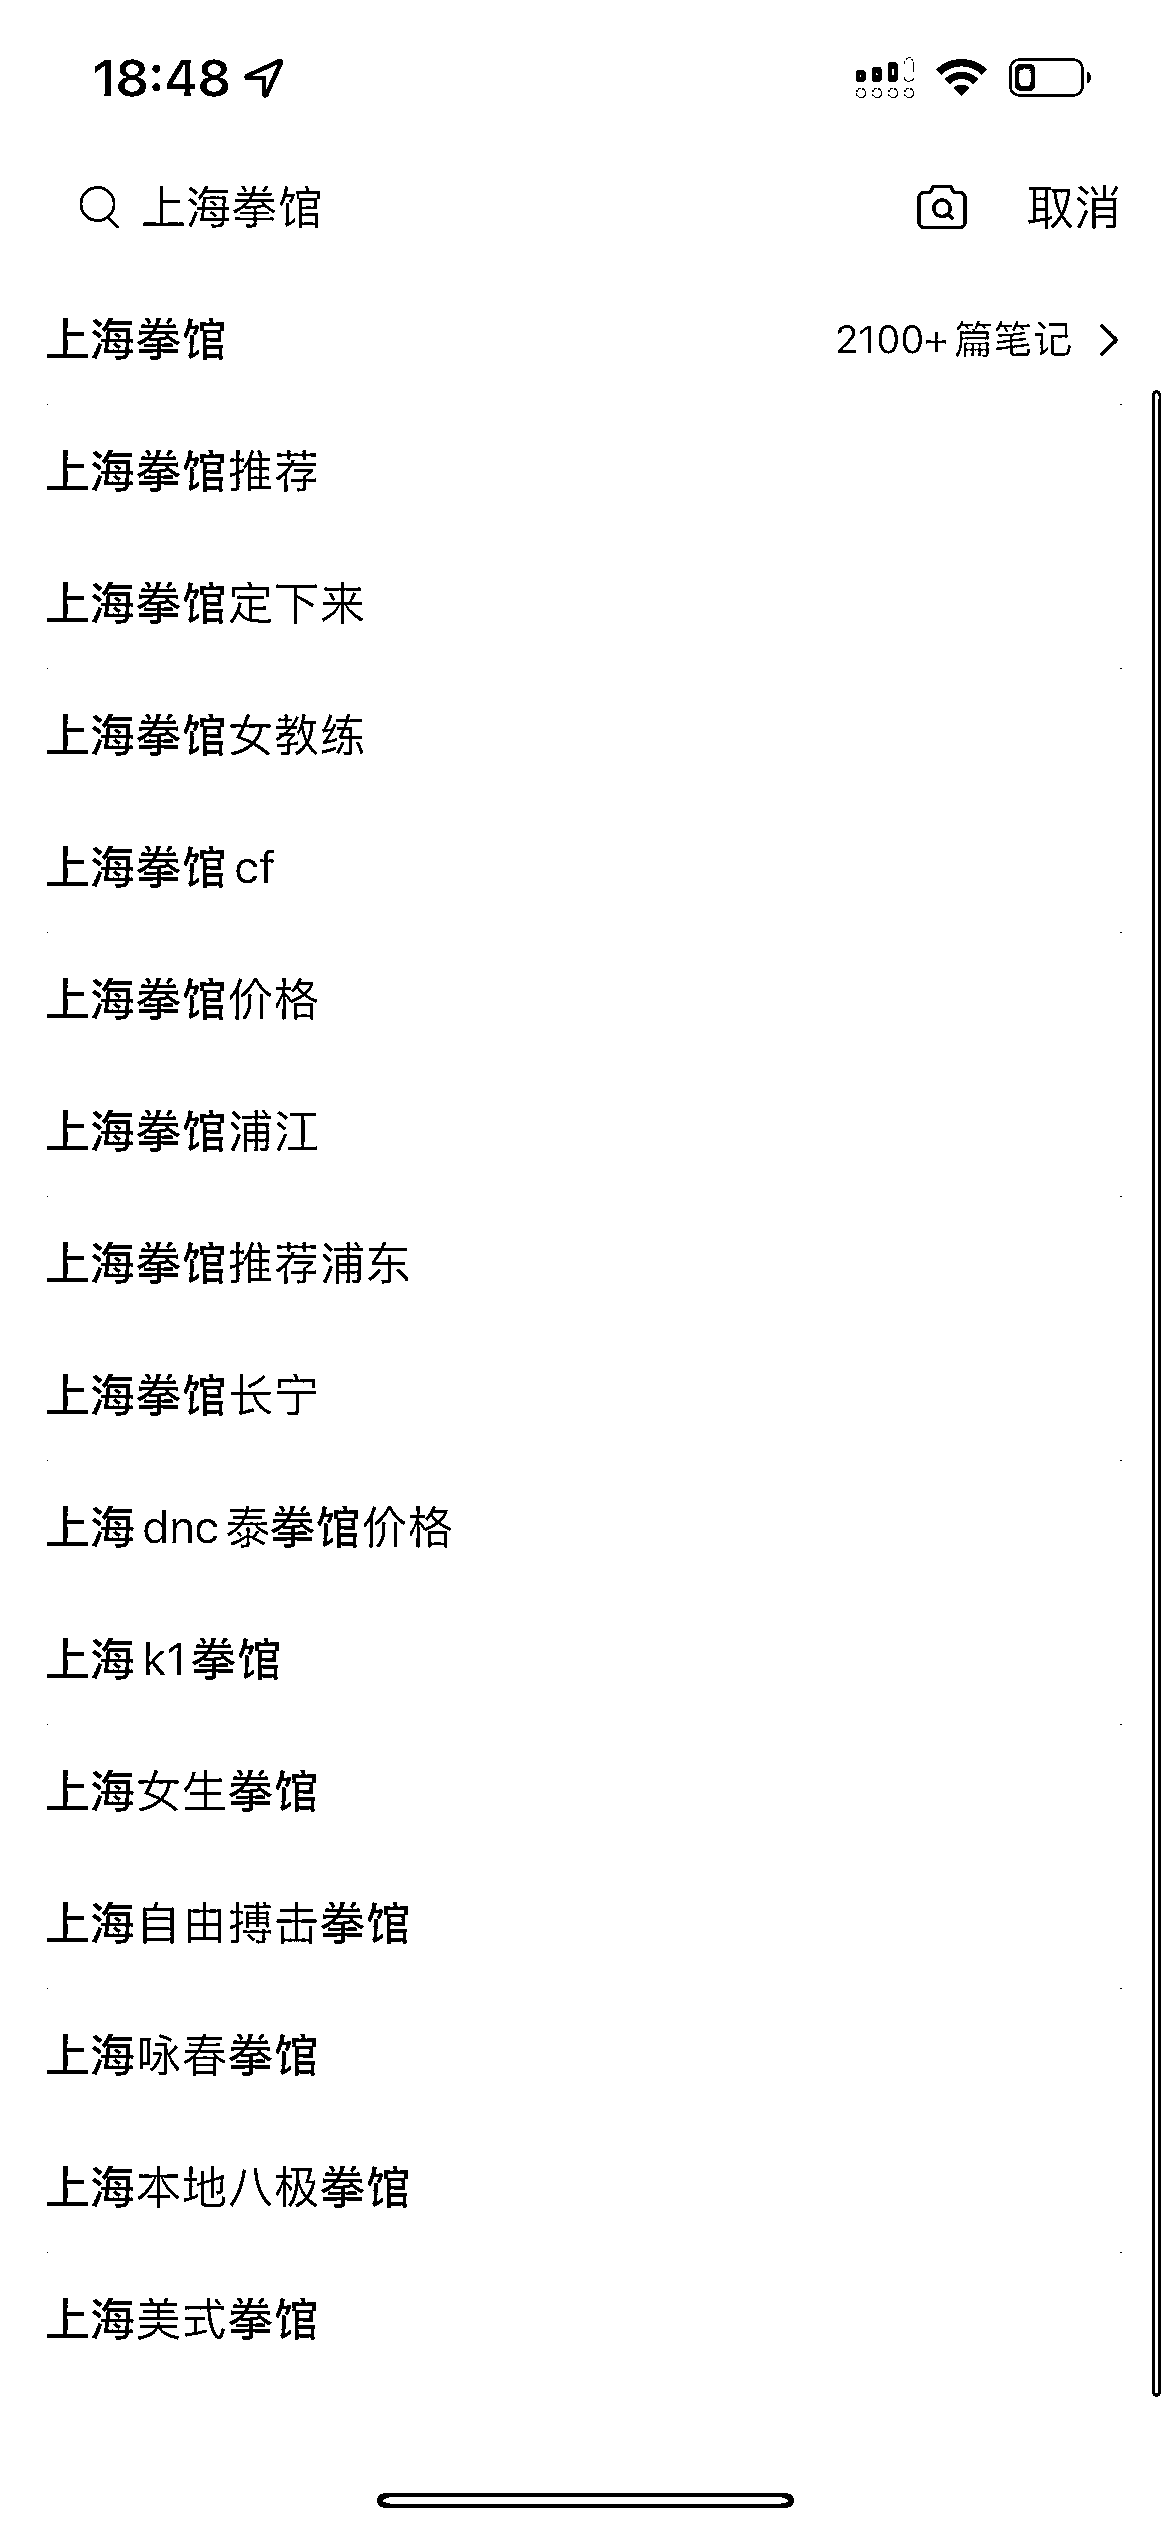 18:48
上海拳馆 取消
上海拳馆 2100+篇笔记
上海拳馆推荐
上海拳馆定下来
上海拳馆女教练
上海拳馆 cf
上海拳馆价格
上海拳馆浦江
上海拳馆推荐浦东
上海拳馆长宁
上海 dnc 泰拳馆价格
上海 k1 拳馆
上海女生拳馆
上海自由搏击拳馆
上海咏春拳馆
上海本地八极拳馆
上海美式拳馆